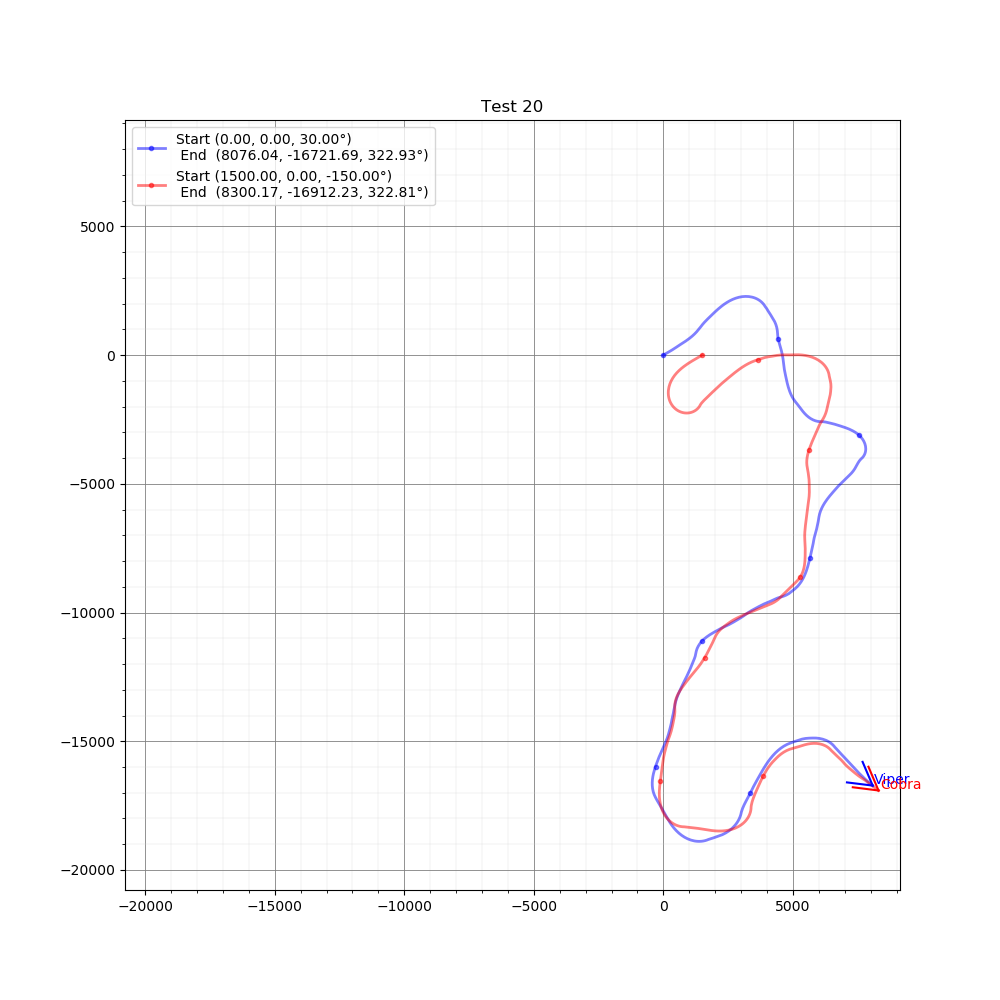 Test 20
Start (0.00, 0.00, 30.00°)
End (8076.04, -16721.69, 322.93°)
Start (1500.00, 0.00, -150.00°)
End (8300.17, -16912.23, 322.81°)
5000
0
−5000
−10000
−15000
−20000
Viper
Cobra
−20000 −15000 −10000 −5000 0 5000